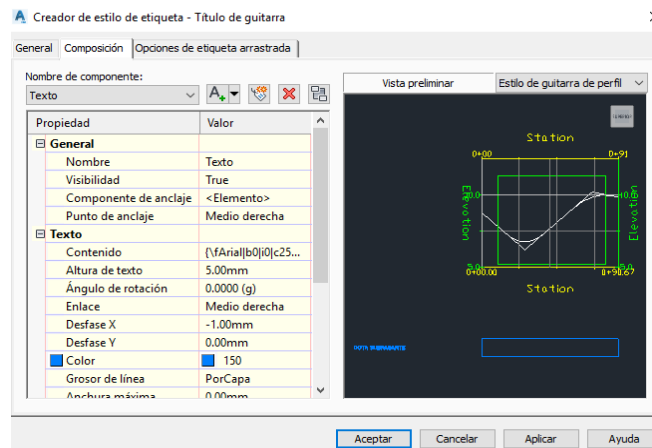 Creador de estilo de etiqueta - Título de guitarra
General Composición Opciones de etiqueta arrastrada
Nombre de componente:
Texto
Vista preliminar Estilo de guitarra de perfil
Propiedad Valor
General
Nombre Texto
Visibilidad True
Componente de anclaje <Elemento>
Punto de anclaje Medio derecha
Texto
Contenido {\fArial|b0|i0|c25...
Altura de texto 5.00mm
Ángulo de rotación 0.0000 (g)
Enlace Medio derecha
Desfase X -1.00mm
Desfase Y 0.00mm
Color 150
Grosor de línea PorCapa
Anchura máxima 0.00mm
Station
0+00 0+91
Elevation
Elevation
0+00.00 0+90.67
Station
Aceptar Cancelar Aplicar Ayuda